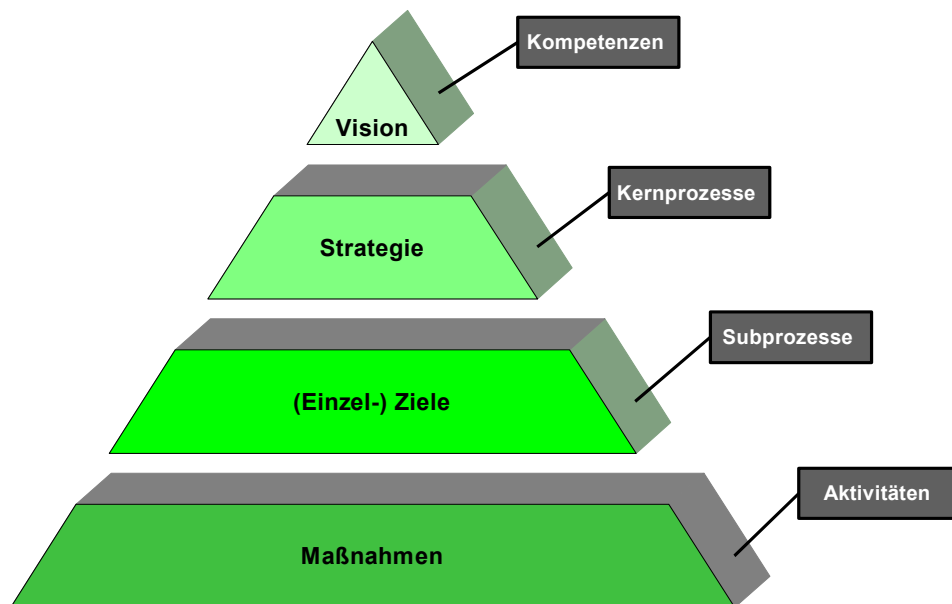 Kompetenzen
Vision
Kernprozesse
Strategie
Subprozesse
(Einzel-) Ziele
Aktivitäten
Maßnahmen